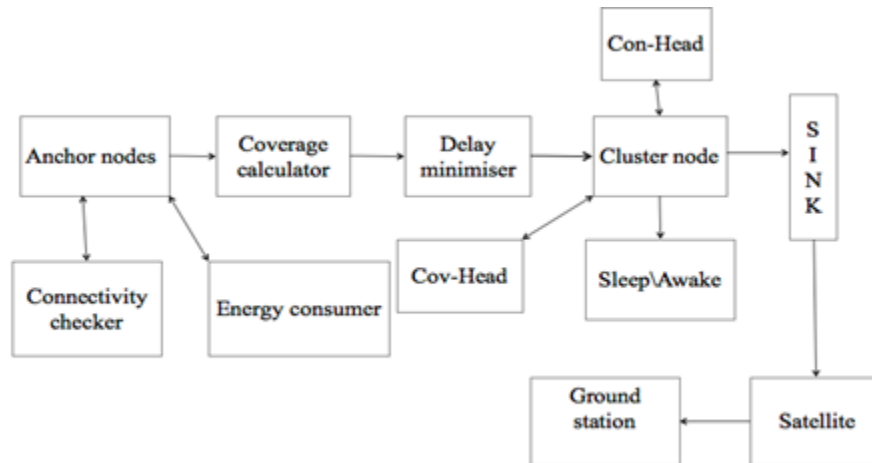 Con-Head
Anchor nodes
Coverage
calculator
Delay
minimiser
Cluster node
S
I
N
K
Connectivity
checker
Energy consumer
Cov-Head
Sleep\Awake
Ground
station
Satellite